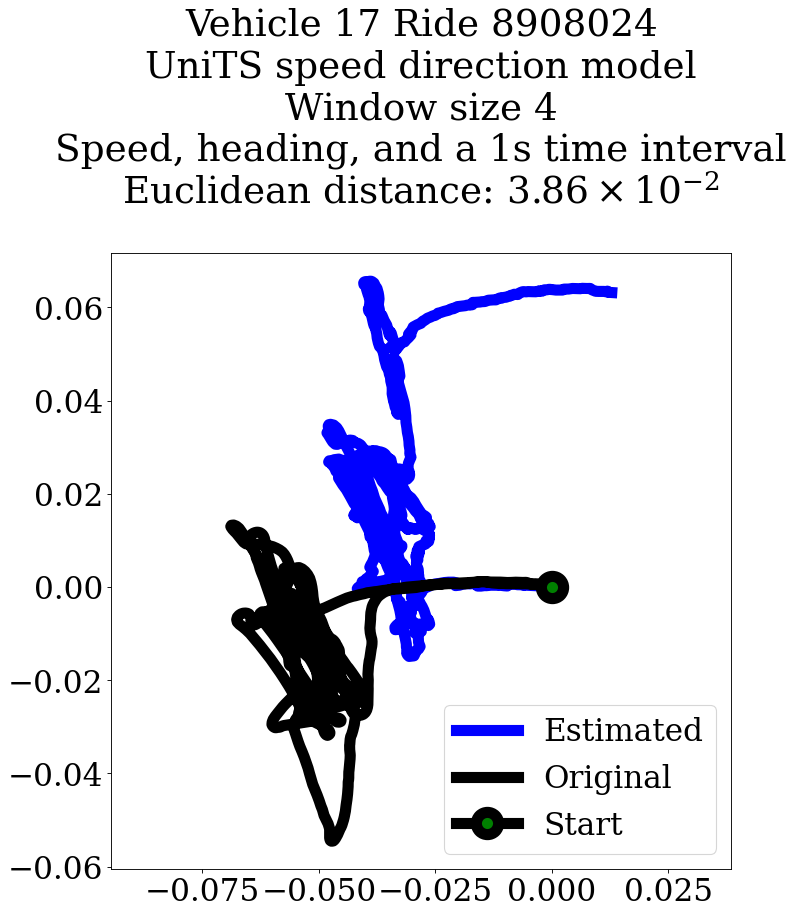 Vehicle 17 Ride 8908024
UniTS speed direction model
Window size 4
Speed, heading, and a 1s time interval
Euclidean distance: 3.86 × 10⁻²
0.06
0.04
0.02
0.00
−0.02
−0.04
−0.06
Estimated
Original
Start
−0.075 −0.050 −0.025 0.000 0.025